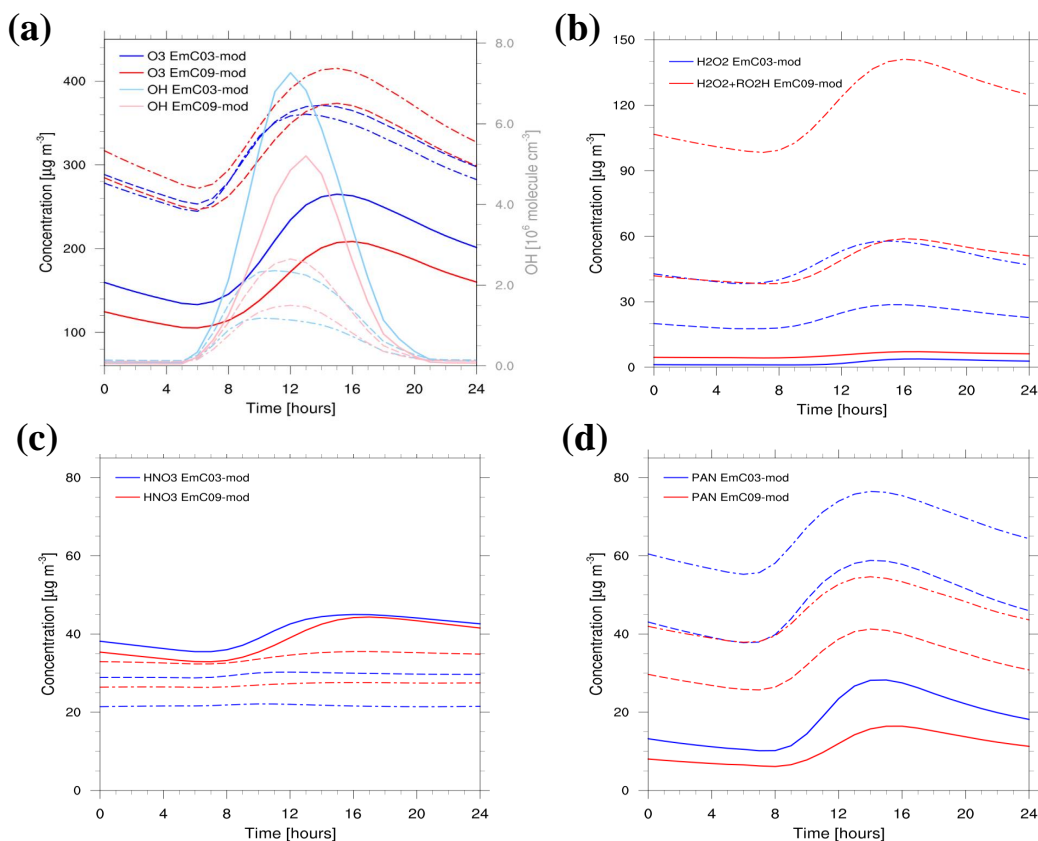 (a)
O3 EmC03-mod
O3 EmC09-mod
OH EmC03-mod
OH EmC09-mod
Concentration [µg m-3]
400
300
200
100
OH [10⁶ molecule cm-3]
8.0
6.0
4.0
2.0
0.0
0 4 8 12 16 20 24
Time [hours]
(b)
H2O2 EmC03-mod
H2O2+RO2H EmC09-mod
Concentration [µg m-3]
150
120
90
60
30
0
0 4 8 12 16 20 24
Time [hours]
(c)
HNO3 EmC03-mod
HNO3 EmC09-mod
Concentration [µg m-3]
80
60
40
20
0
0 4 8 12 16 20 24
Time [hours]
(d)
PAN EmC03-mod
PAN EmC09-mod
Concentration [µg m-3]
80
60
40
20
0
0 4 8 12 16 20 24
Time [hours]